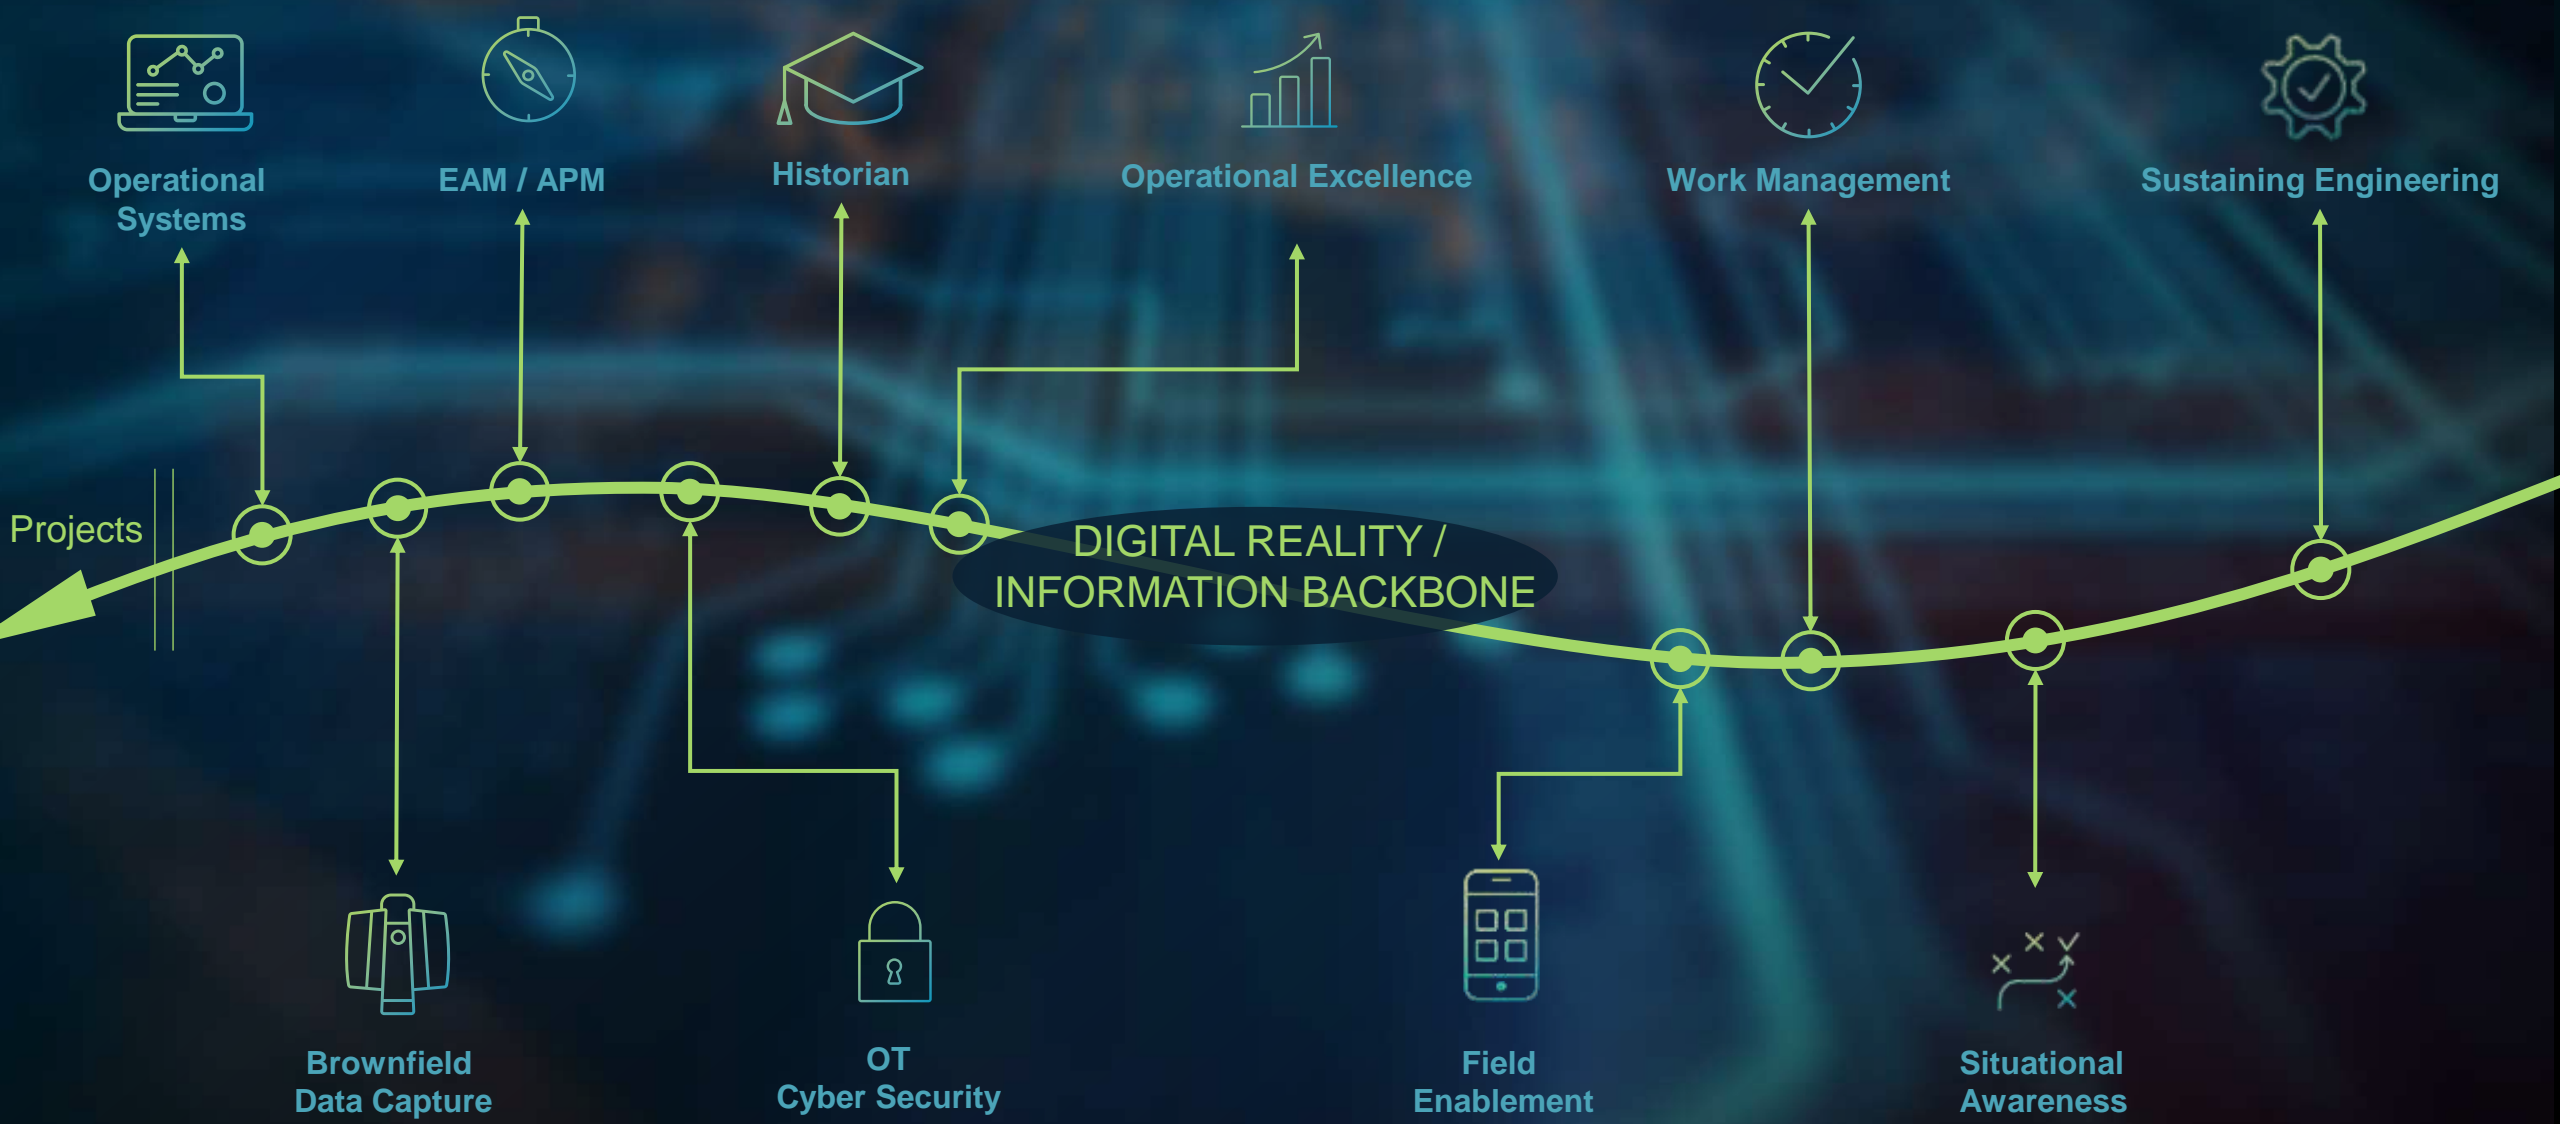 Operational
Systems
EAM / APM
Historian
Operational Excellence
Work Management
Sustaining Engineering
Projects
DIGITAL REALITY /
INFORMATION BACKBONE
Brownfield
Data Capture
OT
Cyber Security
Field
Enablement
Situational
Awareness